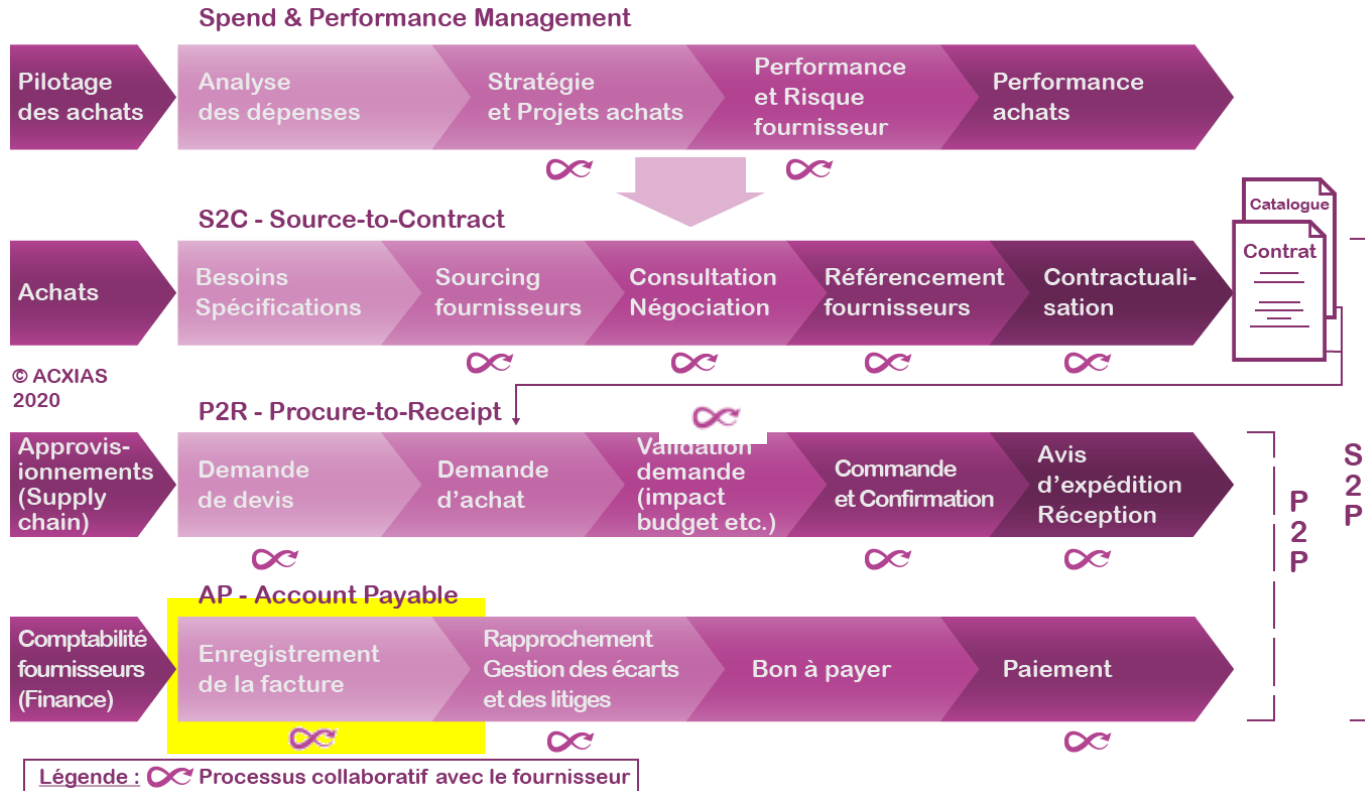 Spend & Performance Management
Pilotage
des achats
Analyse
des dépenses
Stratégie
et Projets achats
Performance
et Risque
fournisseur
Performance
achats
S2C - Source-to-Contract
Catalogue
Contrat
Achats
Besoins
Spécifications
Sourcing
fournisseurs
Consultation
Négociation
Référencement
fournisseurs
Contractuali-
sation
© ACXIAS
2020
P2R - Procure-to-Receipt
Approvis-
ionnements
(Supply
chain)
Demande
de devis
Demande
d'achat
Validation
demande
(impact
budget etc.)
Commande
et Confirmation
Avis
d'expédition
Réception
P2P
S2P
AP - Account Payable
Comptabilité
fournisseurs
(Finance)
Enregistrement
de la facture
Rapprochement
Gestion des écarts
et des litiges
Bon à payer
Paiement
Légende : Processus collaboratif avec le fournisseur